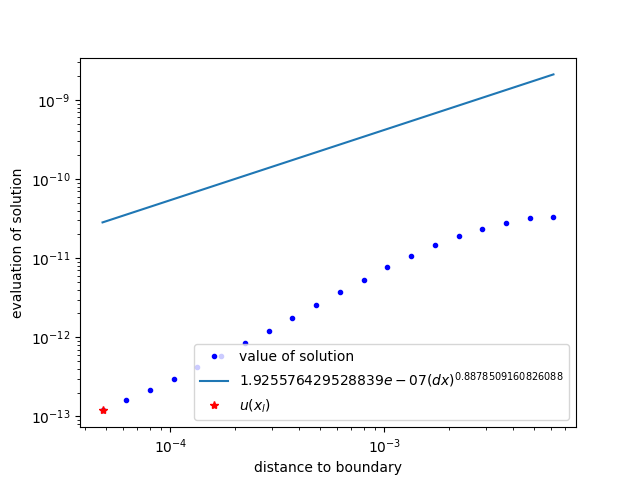 10⁻⁹
10⁻¹⁰
10⁻¹¹
10⁻¹²
10⁻¹³
evaluation of solution
value of solution
1.925576429528839e − 07(dx)^0.8878509160826088
u(x_l)
10⁻⁴
10⁻³
distance to boundary